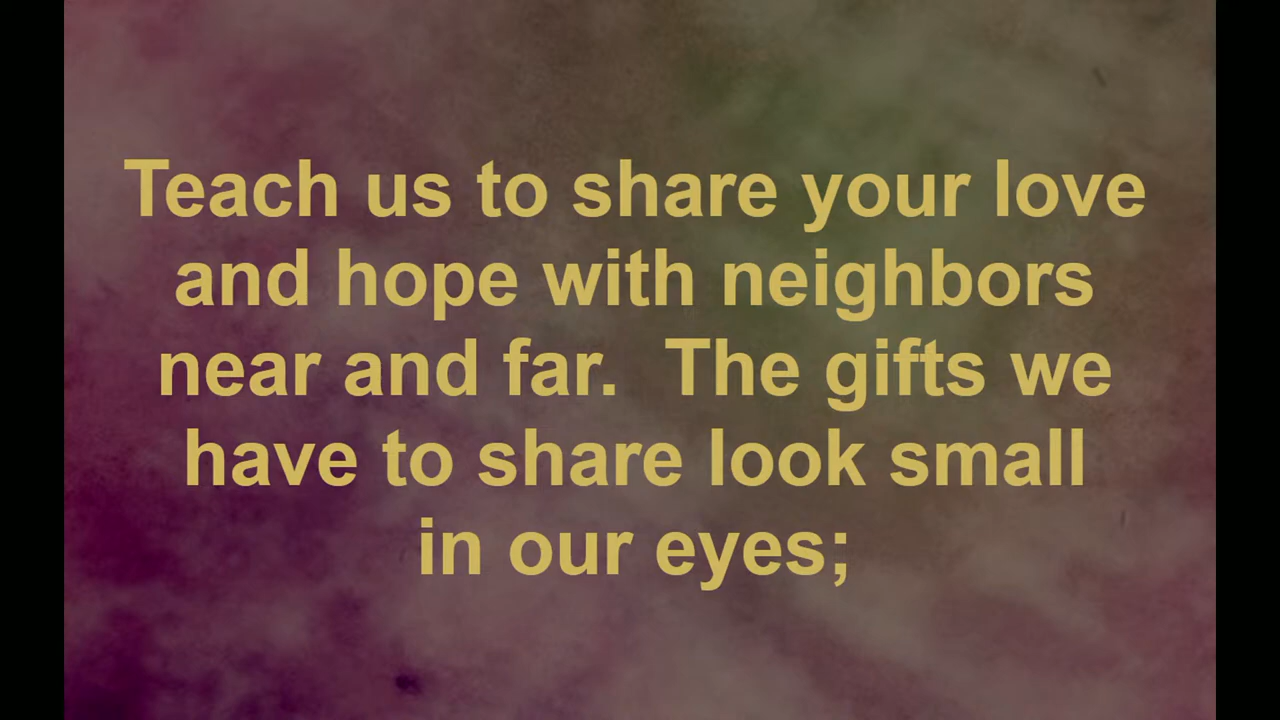 Teach us to share your love
and hope with neighbors
near and far.  The gifts we
have to share look small
in our eyes;